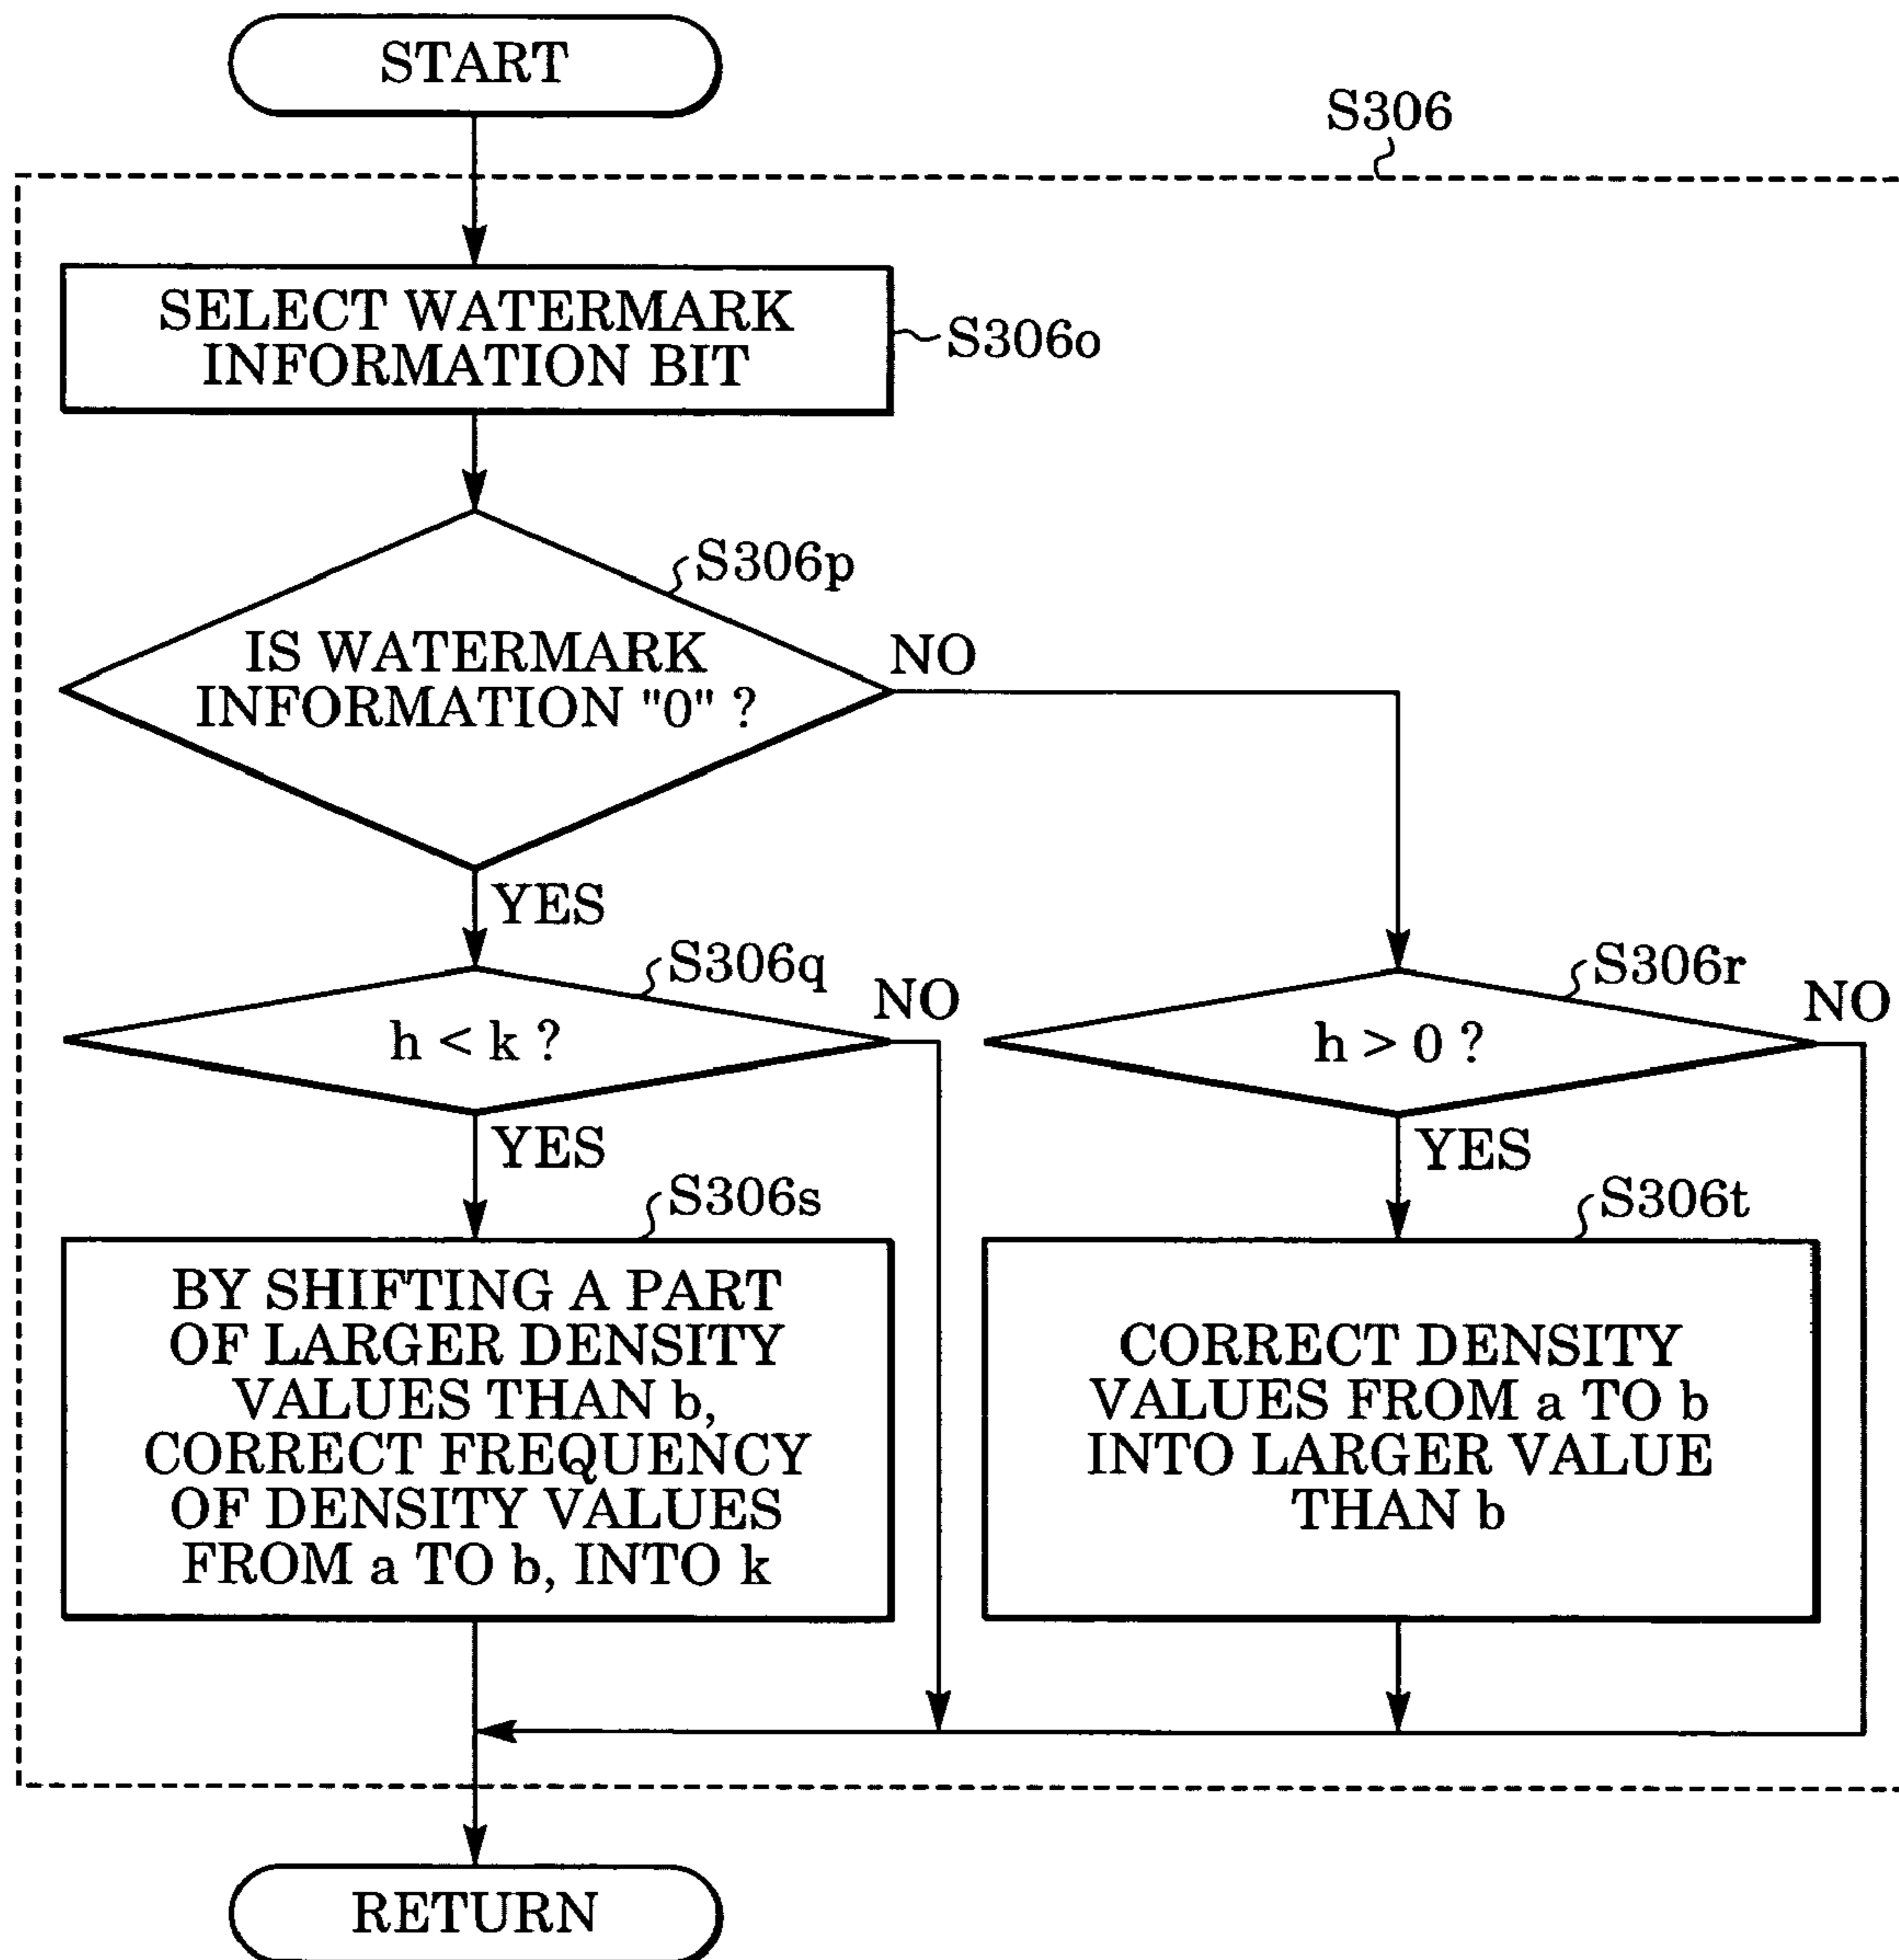 START
S306
SELECT WATERMARK
INFORMATION BIT
S306o
S306p
IS WATERMARK
INFORMATION "0" ?
NO
YES
S306q
h < k ?
NO
S306r
h > 0 ?
NO
YES
YES
S306s
BY SHIFTING A PART
OF LARGER DENSITY
VALUES THAN b,
CORRECT FREQUENCY
OF DENSITY VALUES
FROM a TO b, INTO k
S306t
CORRECT DENSITY
VALUES FROM a TO b
INTO LARGER VALUE
THAN b
RETURN